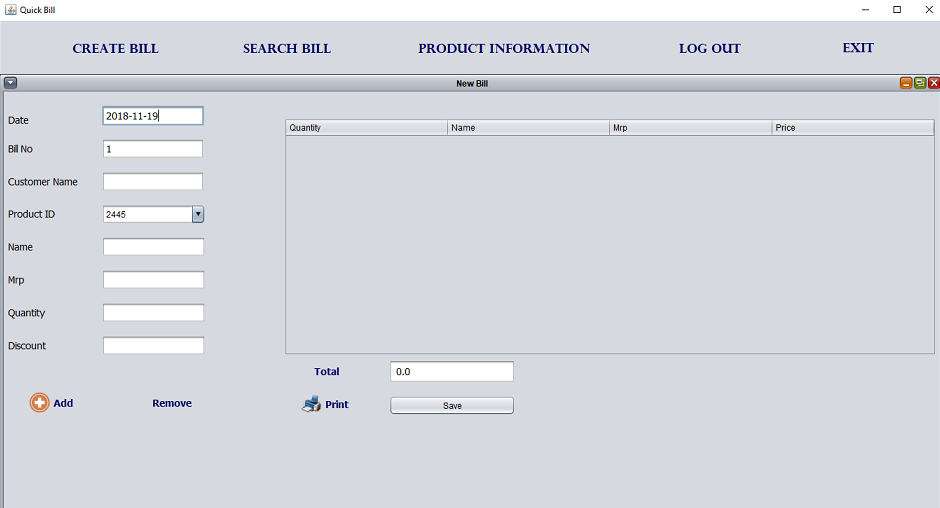 Quick Bill
CREATE BILL SEARCH BILL PRODUCT INFORMATION LOG OUT EXIT
New Bill
Date 2018-11-19
Bill No 1
Customer Name
Product ID 2445
Name
Mrp
Quantity
Discount
Add Remove
Quantity Name Mrp Price
Total 0.0
Print Save